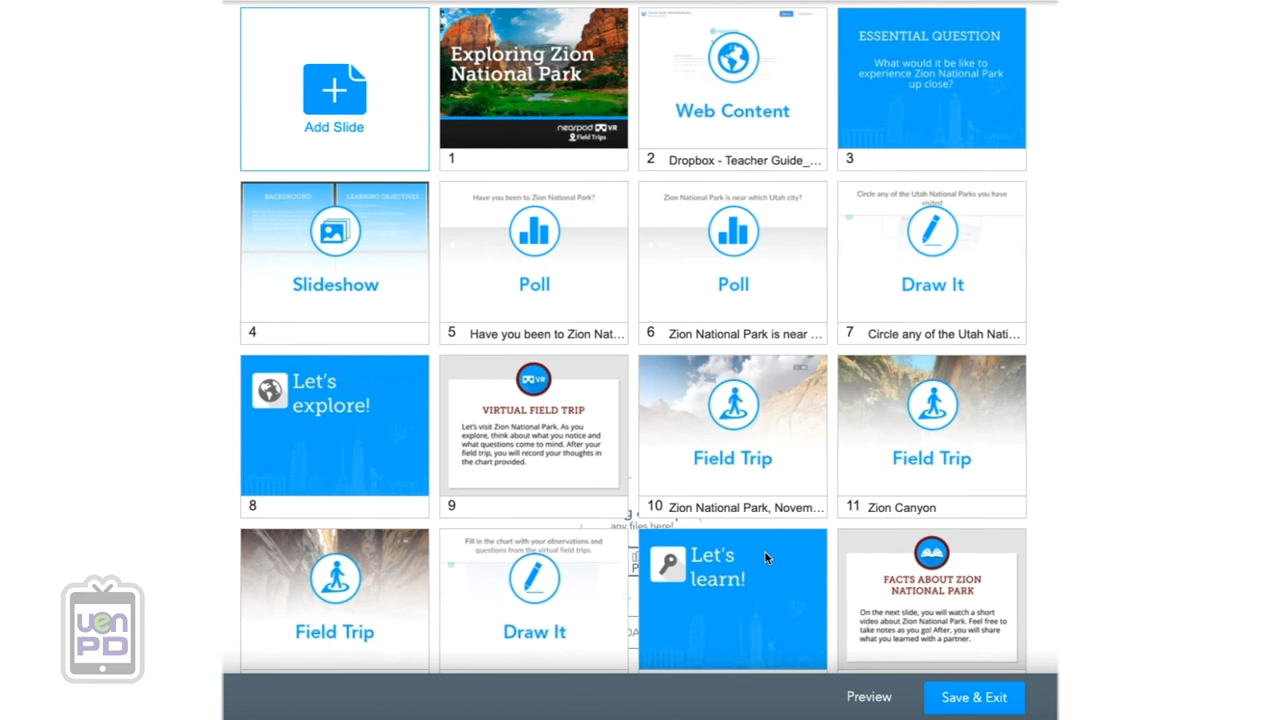 Add Slide
Exploring Zion
National Park
nearpod VR
Field Trips
1
Web Content
2 Dropbox - Teacher Guide_...
ESSENTIAL QUESTION
What would it be like to
experience Zion National Park
up close?
3
BACKGROUND
LEARNING OBJECTIVES
Slideshow
4
Have you been to Zion National Park?
Poll
5 Have you been to Zion Nat...
Zion National Park is near which Utah city?
Poll
6 Zion National Park is near ...
Circle any of the Utah National Parks you have
visited
Draw It
7 Circle any of the Utah Nati...
Let's
explore!
8
VR
VIRTUAL FIELD TRIP
Let's visit Zion National Park. As you
explore, think about what you notice and
what questions come to mind. After your
field trip, you will record your thoughts in
the chart provided.
9
Field Trip
10 Zion National Park, Novem...
Field Trip
11 Zion Canyon
any files here!
Field Trip
Fill in the chart with your observations and
questions from the virtual field trips.
Draw It
Let's
learn!
FACTS ABOUT ZION
NATIONAL PARK
On the next slide, you will watch a short
video about Zion National Park. Feel free to
take notes as you go! After, you will share
what you learned with a partner.
uen
PD
Preview
Save & Exit